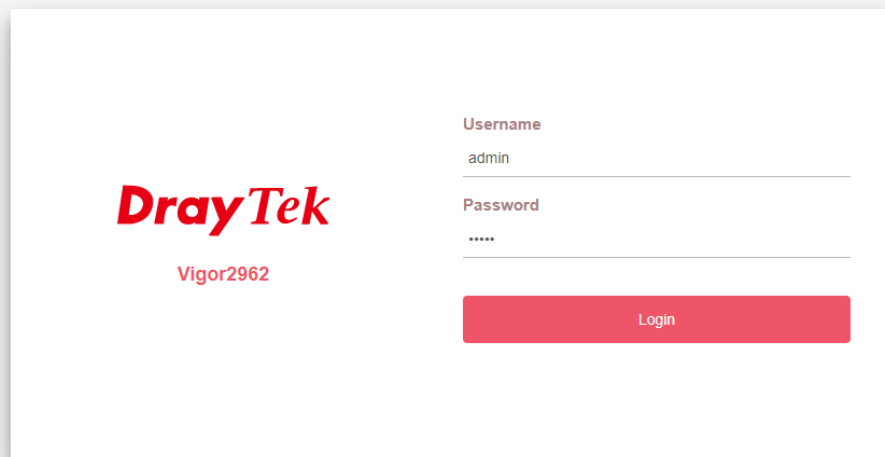 DrayTek
Vigor2962
Username
admin
Password
•••••
Login